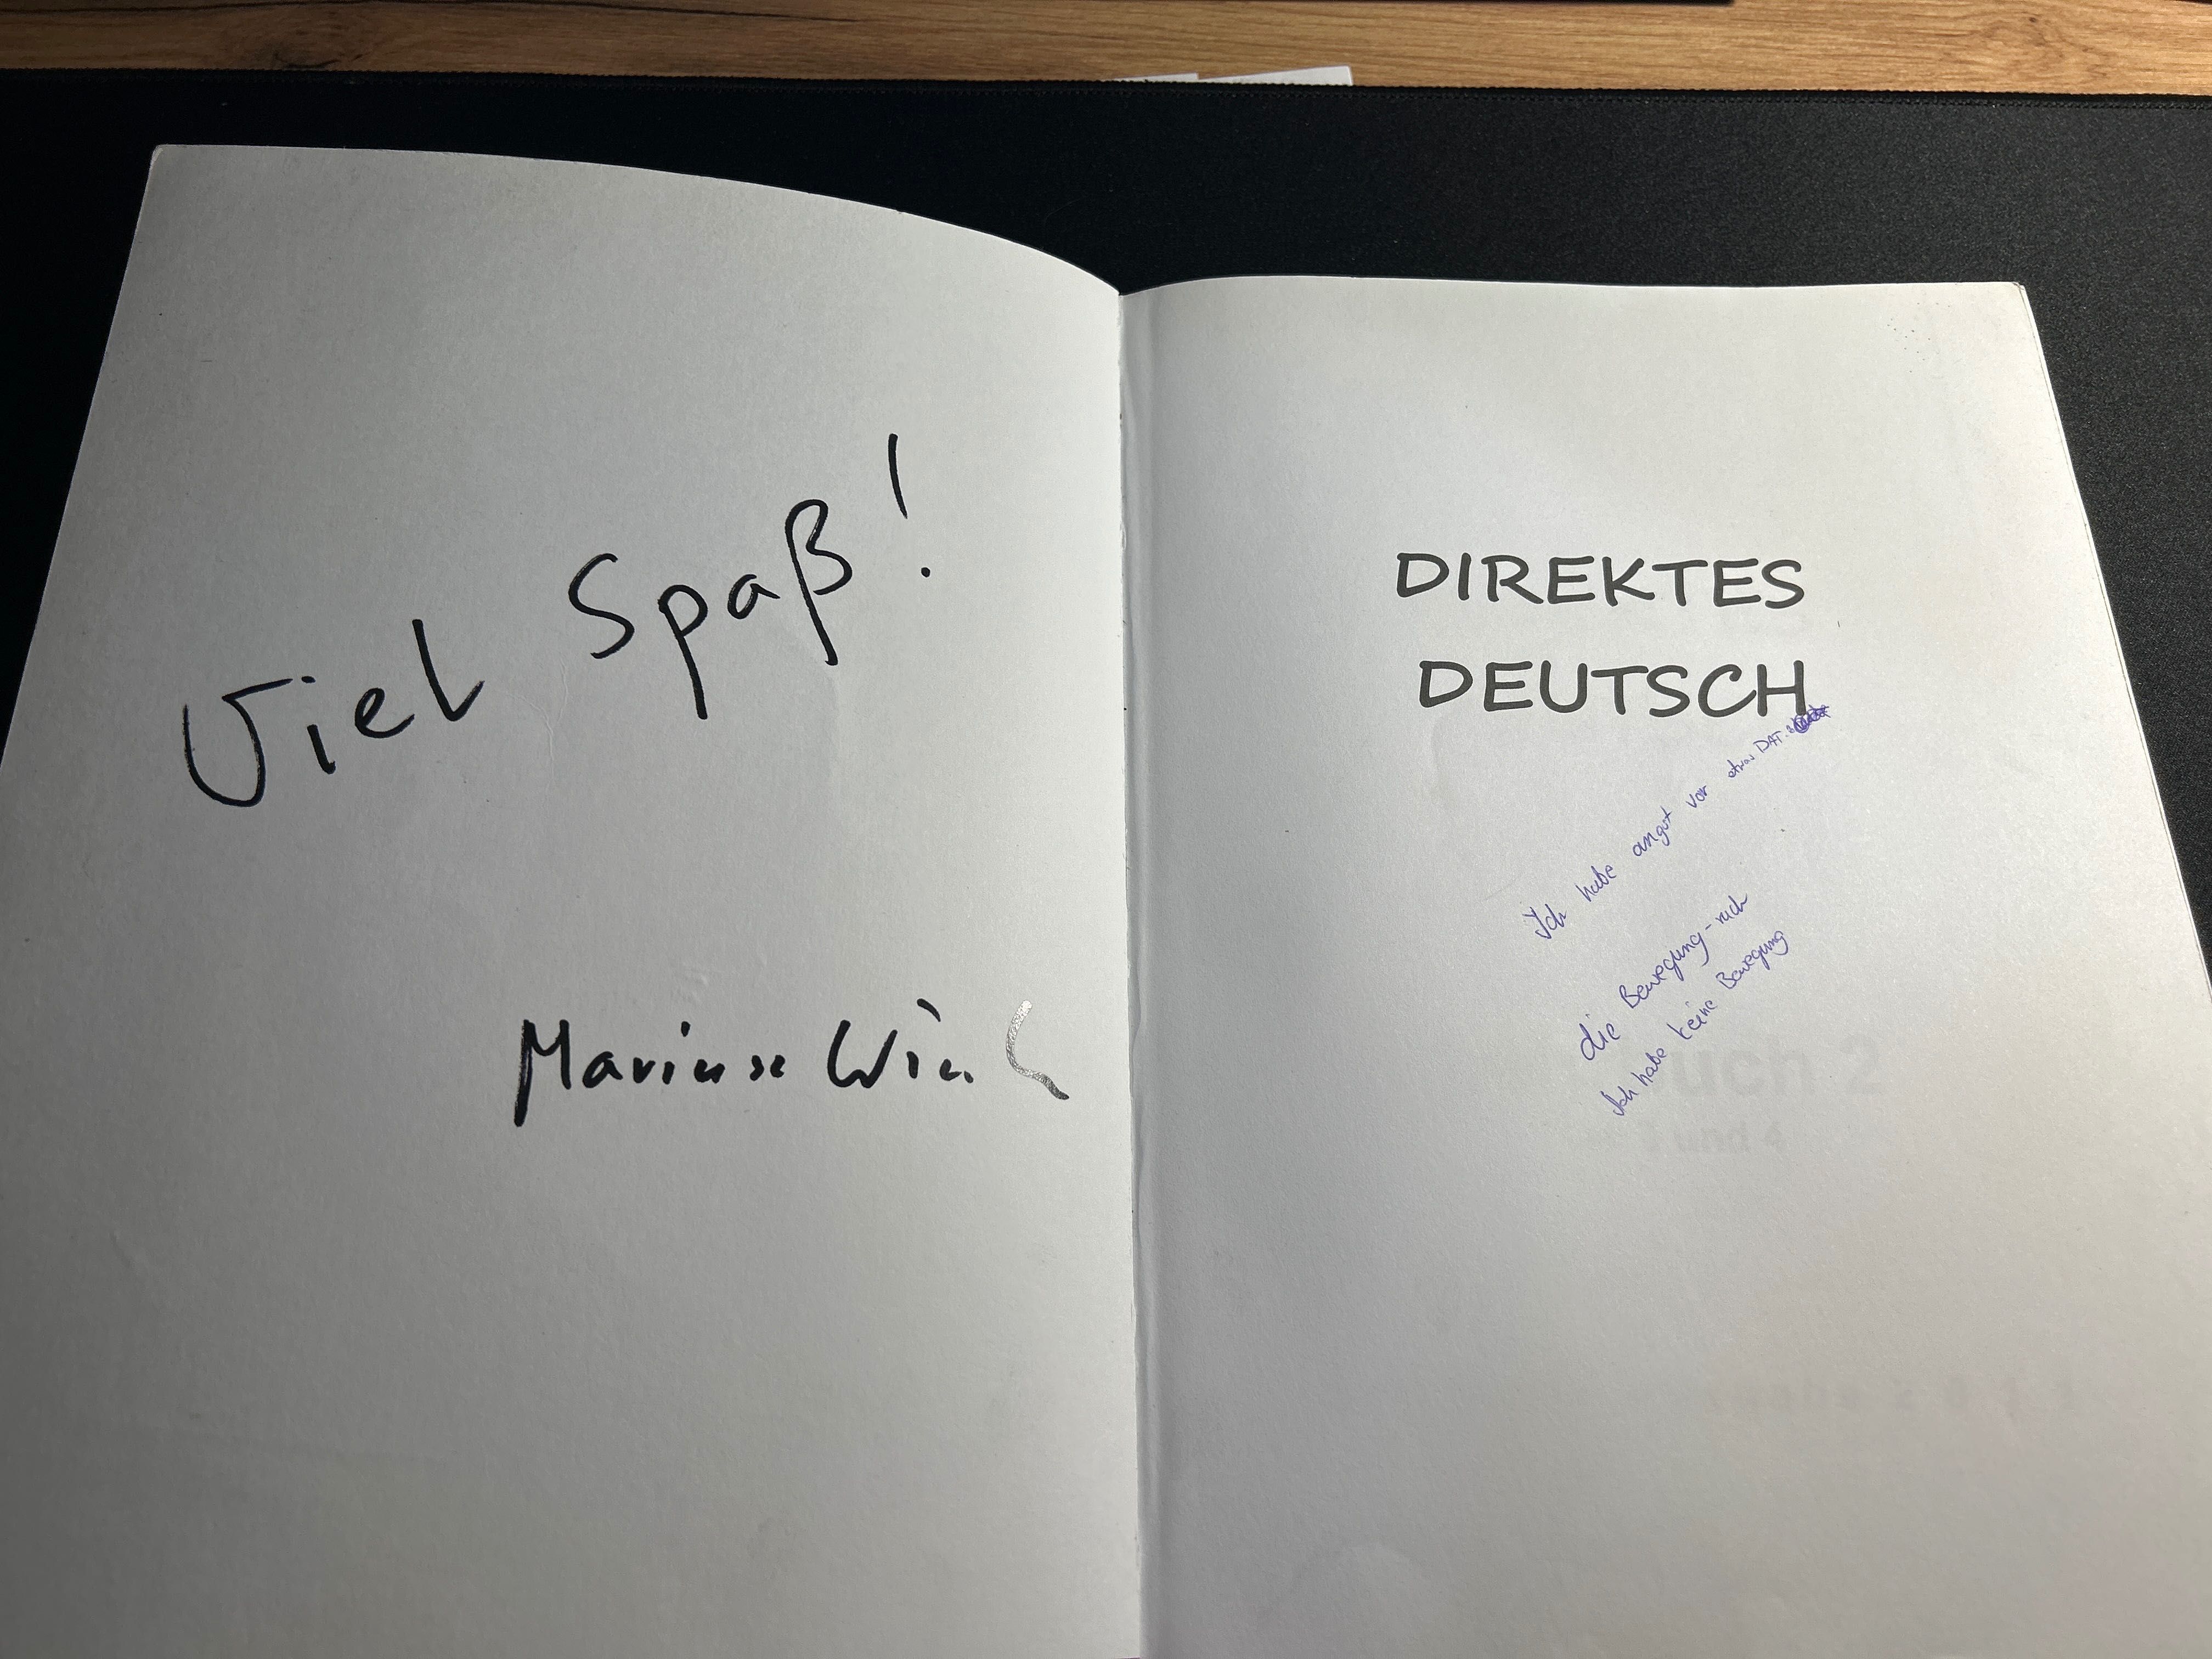 Viel Spaß!
DIREKTES
DEUTSCH
Ich habe angst vor etwas DAT.
die Bewegung - ruch
Ich habe keine Bewegung